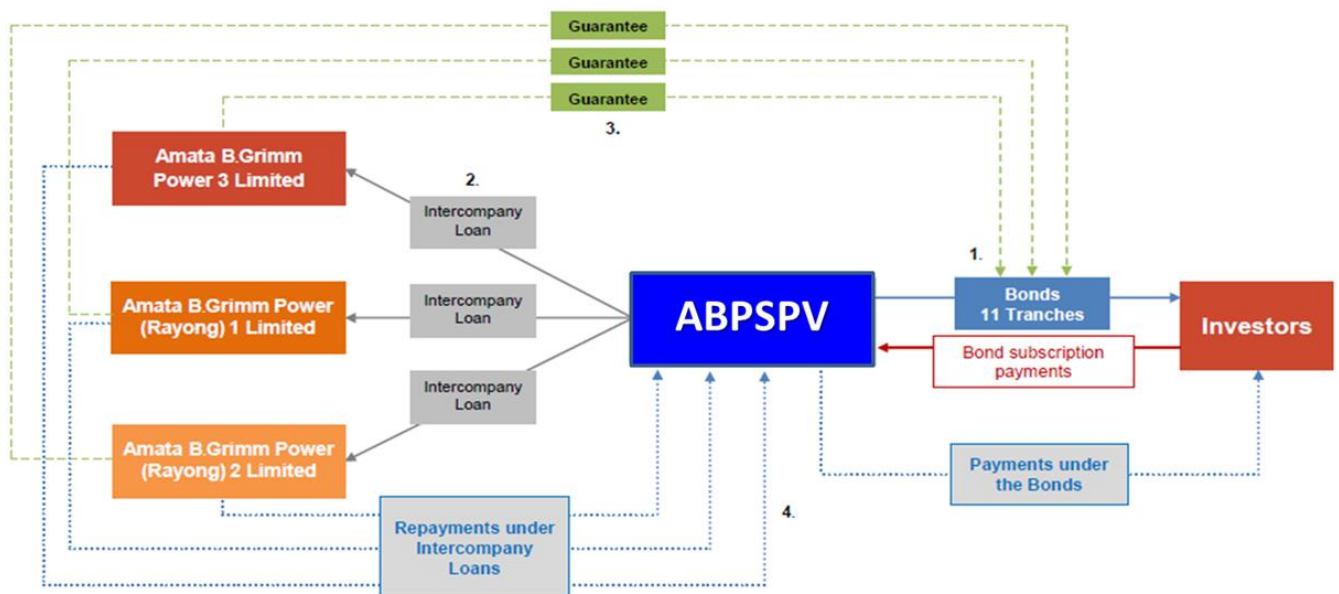 Guarantee
Guarantee
Guarantee
3.
Amata B.Grimm
Power 3 Limited
2.
Intercompany
Loan
1.
Amata B.Grimm Power
(Rayong) 1 Limited
Intercompany
Loan
ABPSPV
Bonds
11 Tranches
Investors
Bond subscription
payments
Intercompany
Loan
Amata B.Grimm Power
(Rayong) 2 Limited
Payments under
the Bonds
4.
Repayments under
Intercompany
Loans